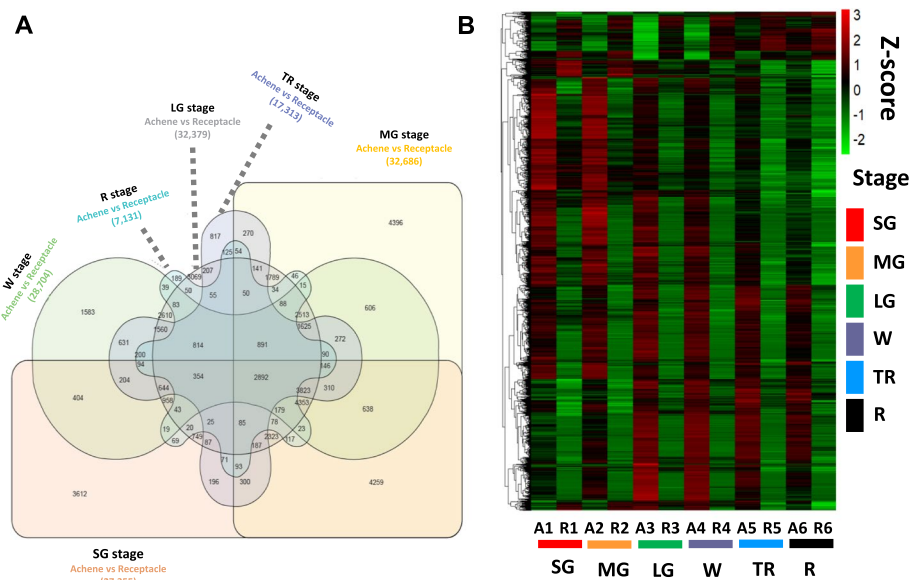 A
B
TR stage
Achene vs Receptacle
(17,313)
LG stage
Achene vs Receptacle
(32,379)
MG stage
Achene vs Receptacle
(32,686)
R stage
Achene vs Receptacle
(7,131)
W stage
Achene vs Receptacle
(28,704)
4396
817
270
125
54
207
141
1789
46
15
34
189
39
50
55
50
88
83
2610
1560
2513
1625
606
1583
631
272
814
891
200
94
90
146
354
2892
204
644
958
310
3823
4353
404
638
43
179
19
69
20
25
85
78
23
749
87
2323
187
71
93
196
300
3612
4259
SG stage
Achene vs Receptacle
3
2
1
-1
-2
Z-score
Stage
SG
MG
LG
W
TR
R
A1 R1 A2 R2 A3 R3 A4 R4 A5 R5 A6 R6
SG MG LG W TR R